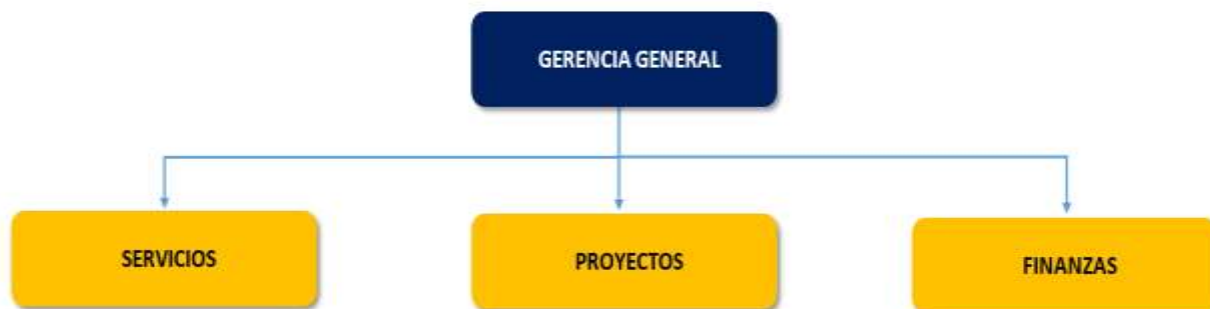 GERENCIA GENERAL
SERVICIOS
PROYECTOS
FINANZAS